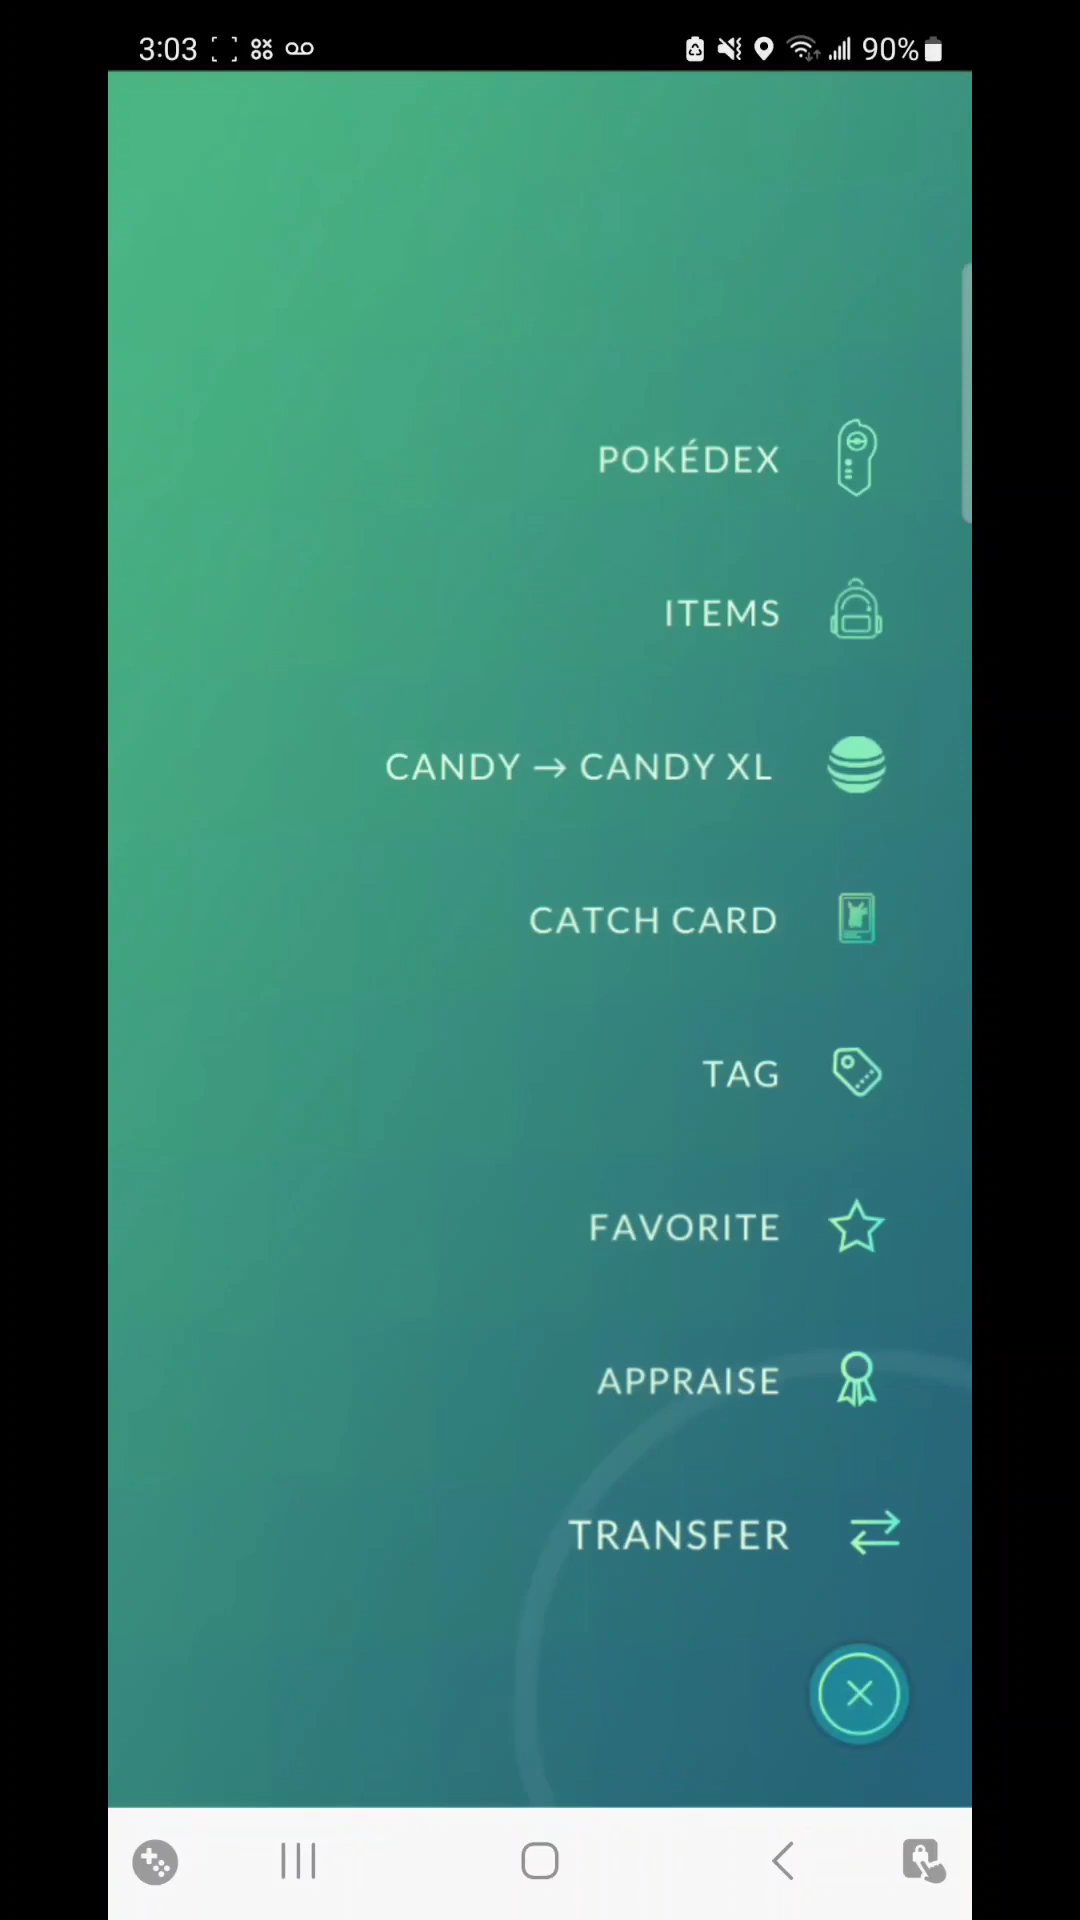 3:03 90%
POKÉDEX
ITEMS
CANDY → CANDY XL
CATCH CARD
TAG
FAVORITE
APPRAISE
TRANSFER